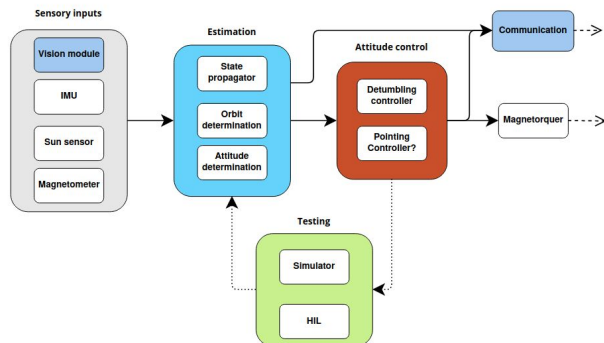 Sensory inputs
Vision module
IMU
Sun sensor
Magnetometer
Estimation
State
propagator
Orbit
determination
Attitude
determination
Attitude control
Detumbling
controller
Pointing
Controller?
Communication
Magnetorquer
Testing
Simulator
HIL